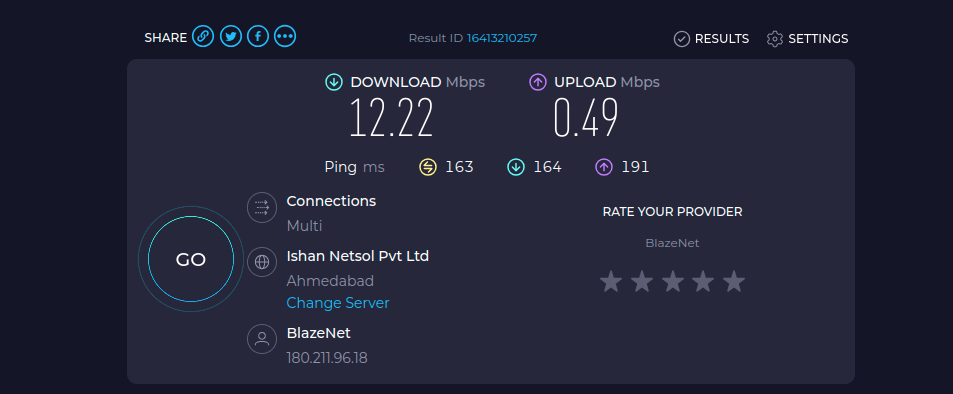 SHARE
Result ID 16413210257
RESULTS
SETTINGS
DOWNLOAD Mbps
12.22
UPLOAD Mbps
0.49
Ping ms 163 164 191
GO
Connections
Multi
Ishan Netsol Pvt Ltd
Ahmedabad
Change Server
BlazeNet
180.211.96.18
RATE YOUR PROVIDER
BlazeNet